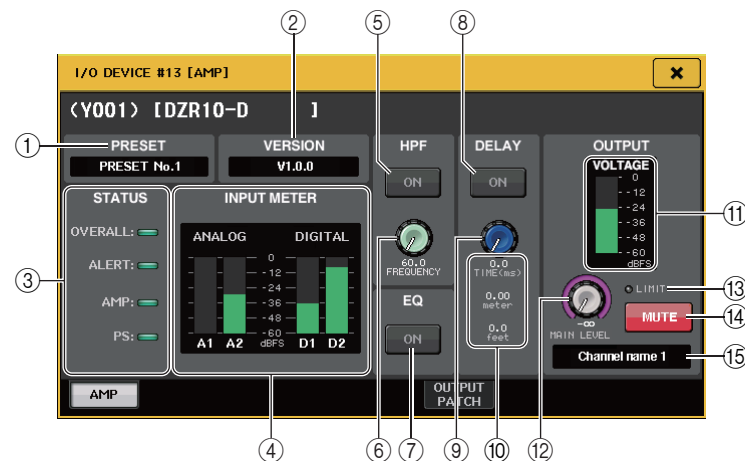 ② ⑤ ⑧
I/O DEVICE #13 [AMP]
(Y001) [DZR10-D ]
① PRESET
PRESET No.1
VERSION
V1.0.0
HPF
ON
60.0
FREQUENCY
DELAY
ON
0.0
TIME(ms)
0.00
meter
0.0
feet
OUTPUT
VOLTAGE
0
-12
-24
-36
-48
-60
dBFS
⑪
③ STATUS
OVERALL:
ALERT:
AMP:
PS:
INPUT METER
ANALOG DIGITAL
0
-12
-24
-36
-48
-60
A1 A2 dBFS D1 D2
EQ
ON
LIMIT ⑬
MUTE ⑭
-∞
MAIN LEVEL
Channel name 1 ⑮
AMP
OUTPUT
PATCH
④ ⑥ ⑦ ⑨ ⑩ ⑫